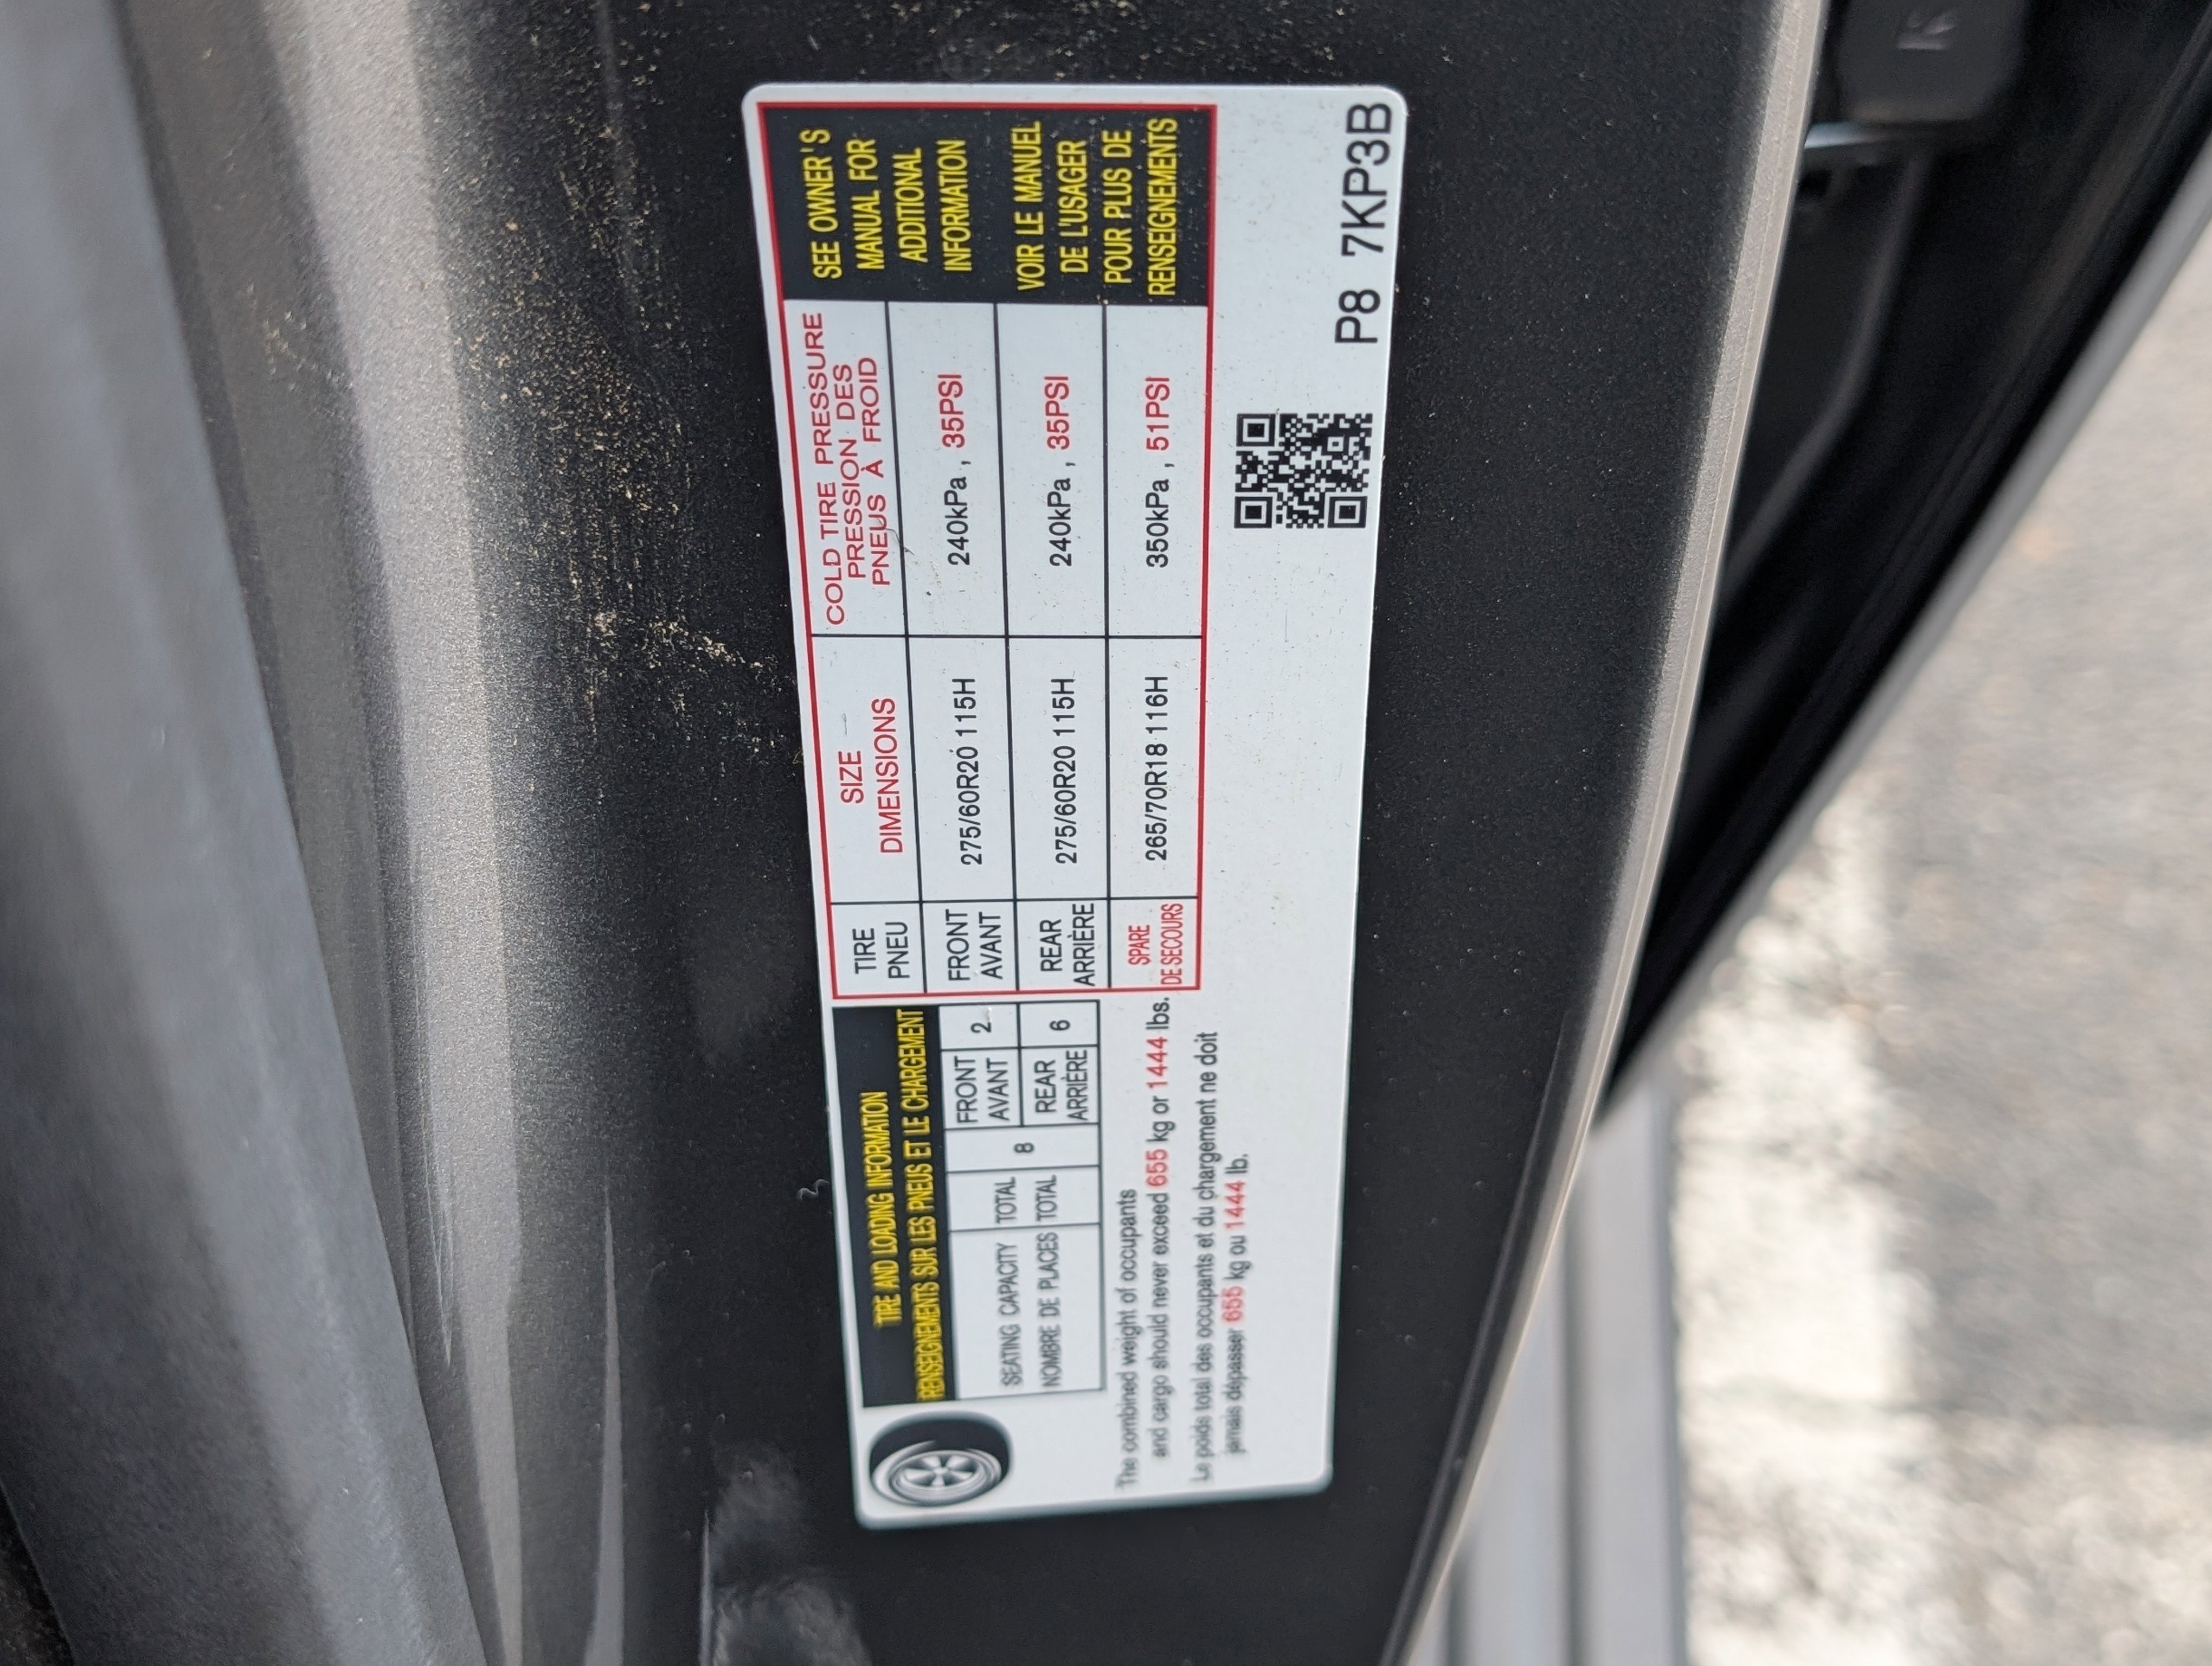 TIRE AND LOADING INFORMATION
RENSEIGNEMENTS SUR LES PNEUS ET LE CHARGEMENT
SEATING CAPACITY TOTAL 8 FRONT AVANT 2
NOMBRE DE PLACES TOTAL REAR ARRIÈRE 6
The combined weight of occupants
and cargo should never exceed 655 kg or 1444 lbs.
Le poids total des occupants et du chargement ne doit
jamais dépasser 655 kg ou 1444 lb.
TIRE
PNEU
SIZE
DIMENSIONS
COLD TIRE PRESSURE
PRESSION DES
PNEUS À FROID
FRONT
AVANT
275/60R20 115H
240kPa , 35PSI
REAR
ARRIÈRE
275/60R20 115H
240kPa , 35PSI
SPARE
DE SECOURS
265/70R18 116H
350kPa , 51PSI
SEE OWNER'S
MANUAL FOR
ADDITIONAL
INFORMATION
VOIR LE MANUEL
DE L'USAGER
POUR PLUS DE
RENSEIGNEMENTS
P8 7KP3B